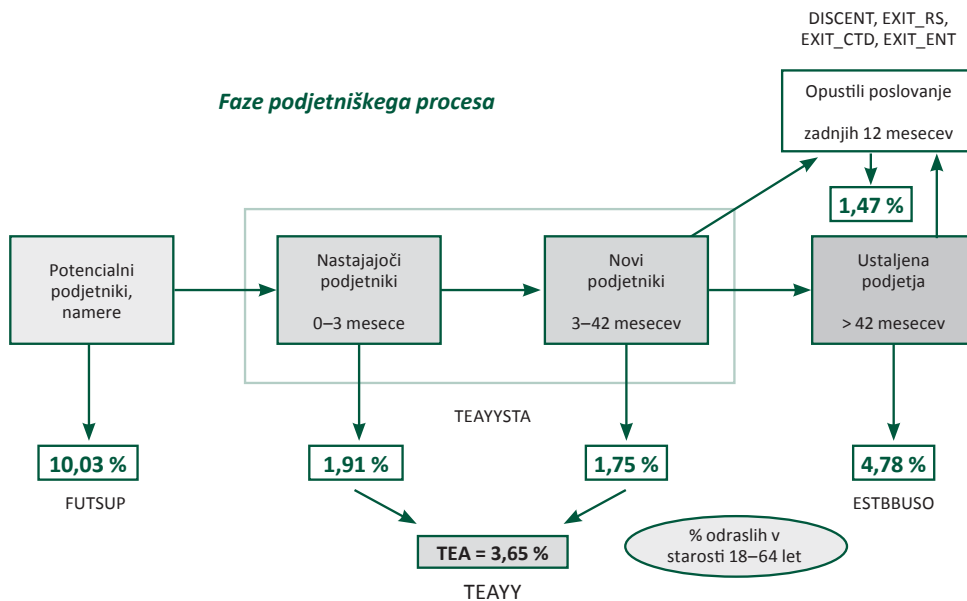 DISCENT, EXIT_RS,
EXIT_CTD, EXIT_ENT
Faze podjetniškega procesa
Opustili poslovanje
zadnjih 12 mesecev
1,47 %
Potencialni
podjetniki,
namere
Nastajajoči
podjetniki
0–3 mesece
Novi
podjetniki
3–42 mesecev
Ustaljena
podjetja
> 42 mesecev
TEAYYSTA
10,03 %
FUTSUP
1,91 %
1,75 %
4,78 %
ESTBBUSO
TEA = 3,65 %
TEAYY
% odraslih v
starosti 18–64 let